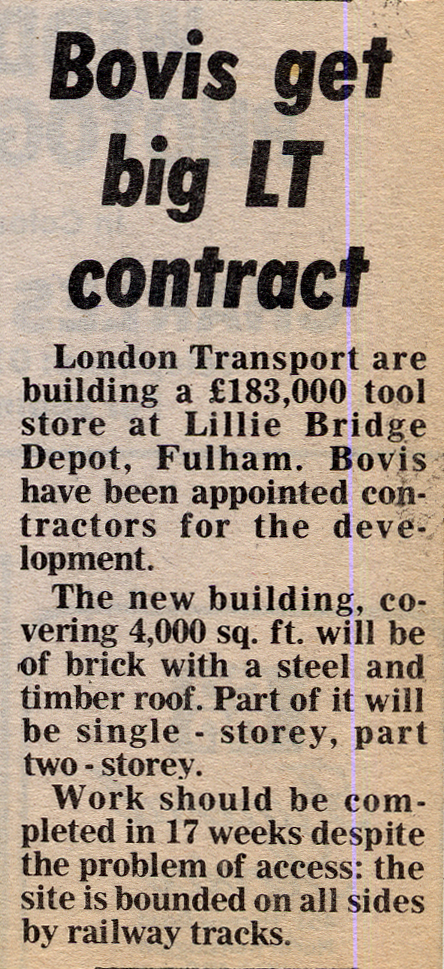 Bovis get
big LT
contract
London Transport are
building a £183,000 tool
store at Lillie Bridge
Depot, Fulham. Bovis
have been appointed con-
tractors for the deve-
lopment.
The new building, co-
vering 4,000 sq. ft. will be
of brick with a steel and
timber roof. Part of it will
be single - storey, part
two - storey.
Work should be com-
pleted in 17 weeks despite
the problem of access: the
site is bounded on all sides
by railway tracks.